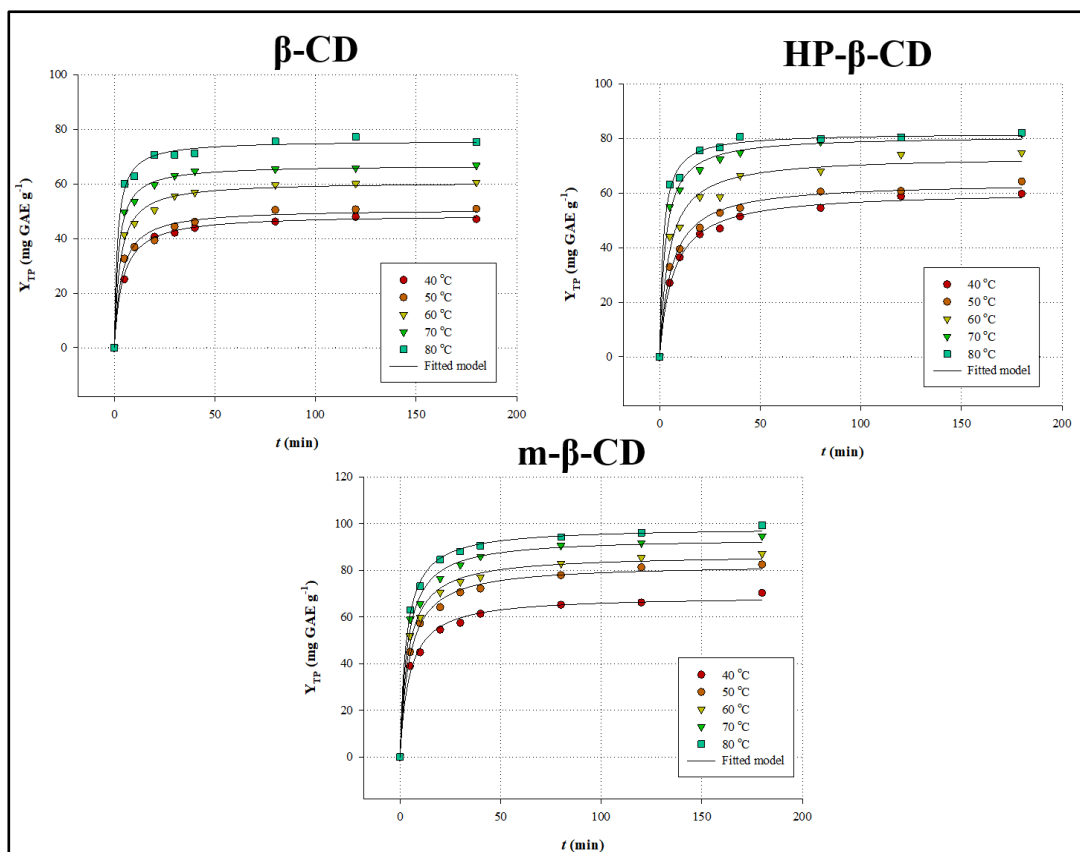 β-CD
100
80
60
40
20
0
Y_TP (mg GAE g⁻¹)
0 50 100 150 200
t (min)
40 °C
50 °C
60 °C
70 °C
80 °C
Fitted model
HP-β-CD
100
80
60
40
20
0
Y_TP (mg GAE g⁻¹)
0 50 100 150 200
t (min)
40 °C
50 °C
60 °C
70 °C
80 °C
Fitted model
m-β-CD
120
100
80
60
40
20
0
Y_TP (mg GAE g⁻¹)
0 50 100 150 200
t (min)
40 °C
50 °C
60 °C
70 °C
80 °C
Fitted model